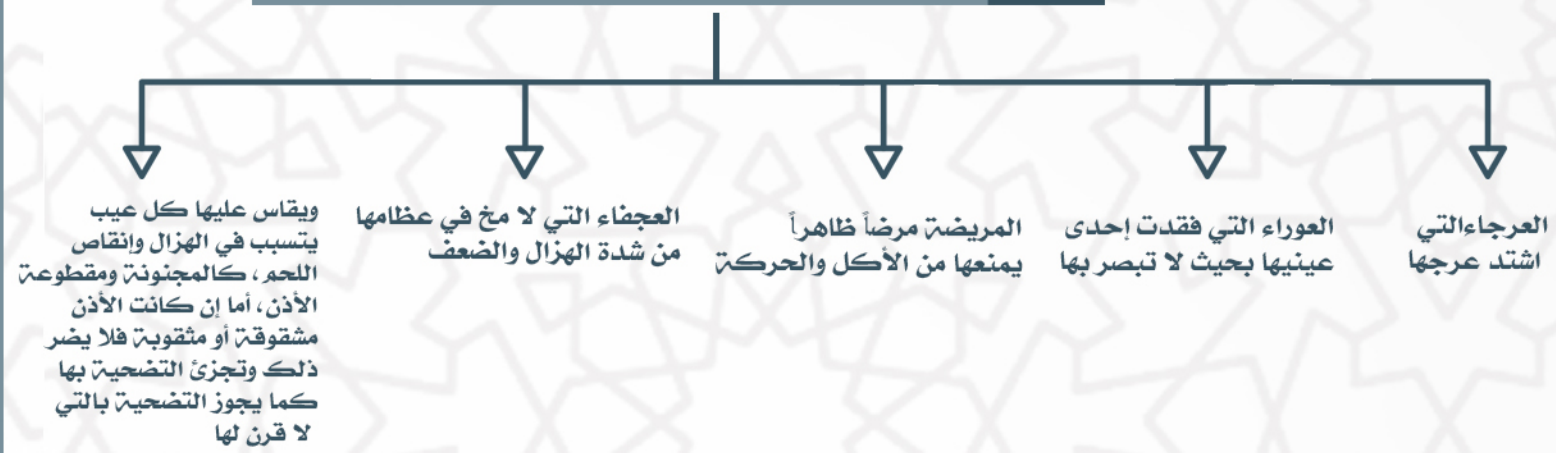 العرجاءالتي
اشتد عرجها
العوراء التي فقدت إحدى
عينيها بحيث لا تبصر بها
المريضة مرضاً ظاهراً
يمنعها من الأكل والحركة
العجفاء التي لا مخ في عظامها
من شدة الهزال والضعف
ويقاس عليها كل عيب
يتسبب في الهزال وإنقاص
اللحم، كالمجنونة ومقطوعة
الأذن، أما إن كانت الأذن
مشقوقة أو مثقوبة فلا يضر
ذلك وتجزئ التضحية بها
كما يجوز التضحية بالتي
لا قرن لها